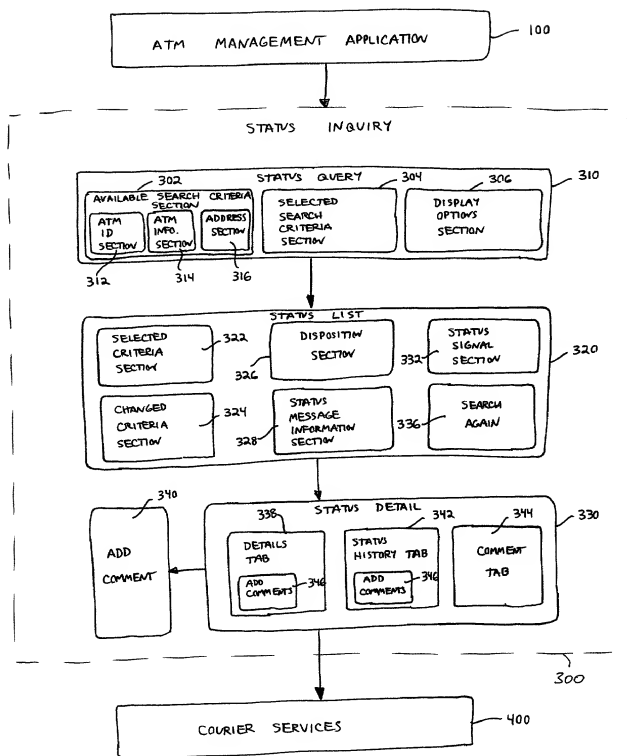 ATM MANAGEMENT APPLICATION
100
STATUS INQUIRY
302
STATUS QUERY
304
306
310
AVAILABLE SEARCH CRITERIA
SECTION
ATM
ID
SECTION
ATM
INFO.
SECTION
ADDRESS
SECTION
SELECTED
SEARCH
CRITERIA
SECTION
DISPLAY
OPTIONS
SECTION
312
314
316
STATUS LIST
SELECTED
CRITERIA
SECTION
322
326
DISPOSITION
SECTION
332
STATUS
SIGNAL
SECTION
320
CHANGED
CRITERIA
SECTION
324
328
STATUS
MESSAGE
INFORMATION
SECTION
336
SEARCH
AGAIN
340
ADD
COMMENT
STATUS DETAIL
330
338
DETAILS
TAB
ADD
COMMENTS
346
342
STATUS
HISTORY TAB
ADD
COMMENTS
346
344
COMMENT
TAB
300
COURIER SERVICES
400